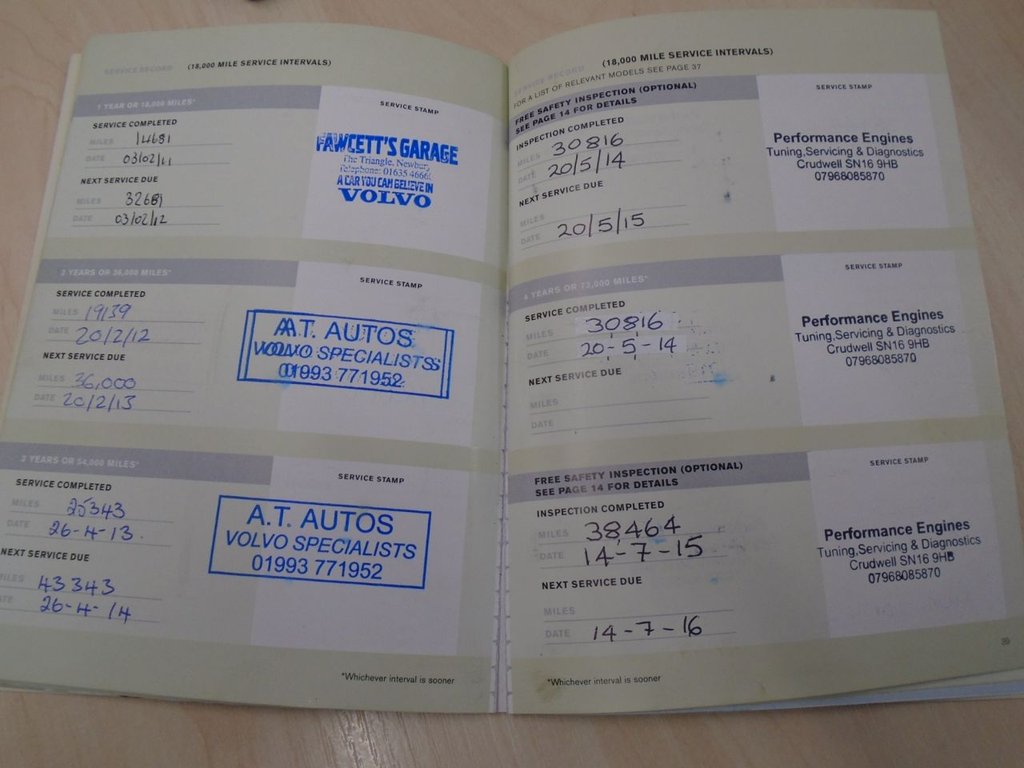 SERVICE RECORD (18,000 MILE SERVICE INTERVALS)
1 YEAR OR 18,000 MILES*
SERVICE STAMP
SERVICE COMPLETED
MILES 14681
DATE 03/02/11
NEXT SERVICE DUE
MILES 32681
DATE 03/02/12
FAWCETT'S GARAGE
The Triangle, Newbury
Telephone: 01635 46661
A CAR YOU CAN BELIEVE IN
VOLVO
2 YEARS OR 36,000 MILES*
SERVICE STAMP
SERVICE COMPLETED
MILES 19139
DATE 20/2/12
NEXT SERVICE DUE
MILES 36,000
DATE 20/2/13
A.T. AUTOS
VOLVO SPECIALISTS
01993 771952
3 YEARS OR 54,000 MILES*
SERVICE STAMP
SERVICE COMPLETED
MILES 25343
DATE 26-4-13.
NEXT SERVICE DUE
MILES 43343
DATE 26-4-14
A.T. AUTOS
VOLVO SPECIALISTS
01993 771952
*Whichever interval is sooner
SERVICE RECORD (18,000 MILE SERVICE INTERVALS)
FOR A LIST OF RELEVANT MODELS SEE PAGE 37
FREE SAFETY INSPECTION (OPTIONAL)
SEE PAGE 14 FOR DETAILS
SERVICE STAMP
INSPECTION COMPLETED
MILES 30816
DATE 20/5/14
NEXT SERVICE DUE
MILES
DATE 20/5/15
Performance Engines
Tuning,Servicing & Diagnostics
Crudwell SN16 9HB
07968085870
4 YEARS OR 72,000 MILES*
SERVICE STAMP
SERVICE COMPLETED
MILES 30816
DATE 20-5-14
NEXT SERVICE DUE
MILES
DATE
Performance Engines
Tuning,Servicing & Diagnostics
Crudwell SN16 9HB
07968085870
FREE SAFETY INSPECTION (OPTIONAL)
SEE PAGE 14 FOR DETAILS
SERVICE STAMP
INSPECTION COMPLETED
MILES 38464
DATE 14-7-15
NEXT SERVICE DUE
MILES
DATE 14-7-16
Performance Engines
Tuning,Servicing & Diagnostics
Crudwell SN16 9HB
07968085870
*Whichever interval is sooner